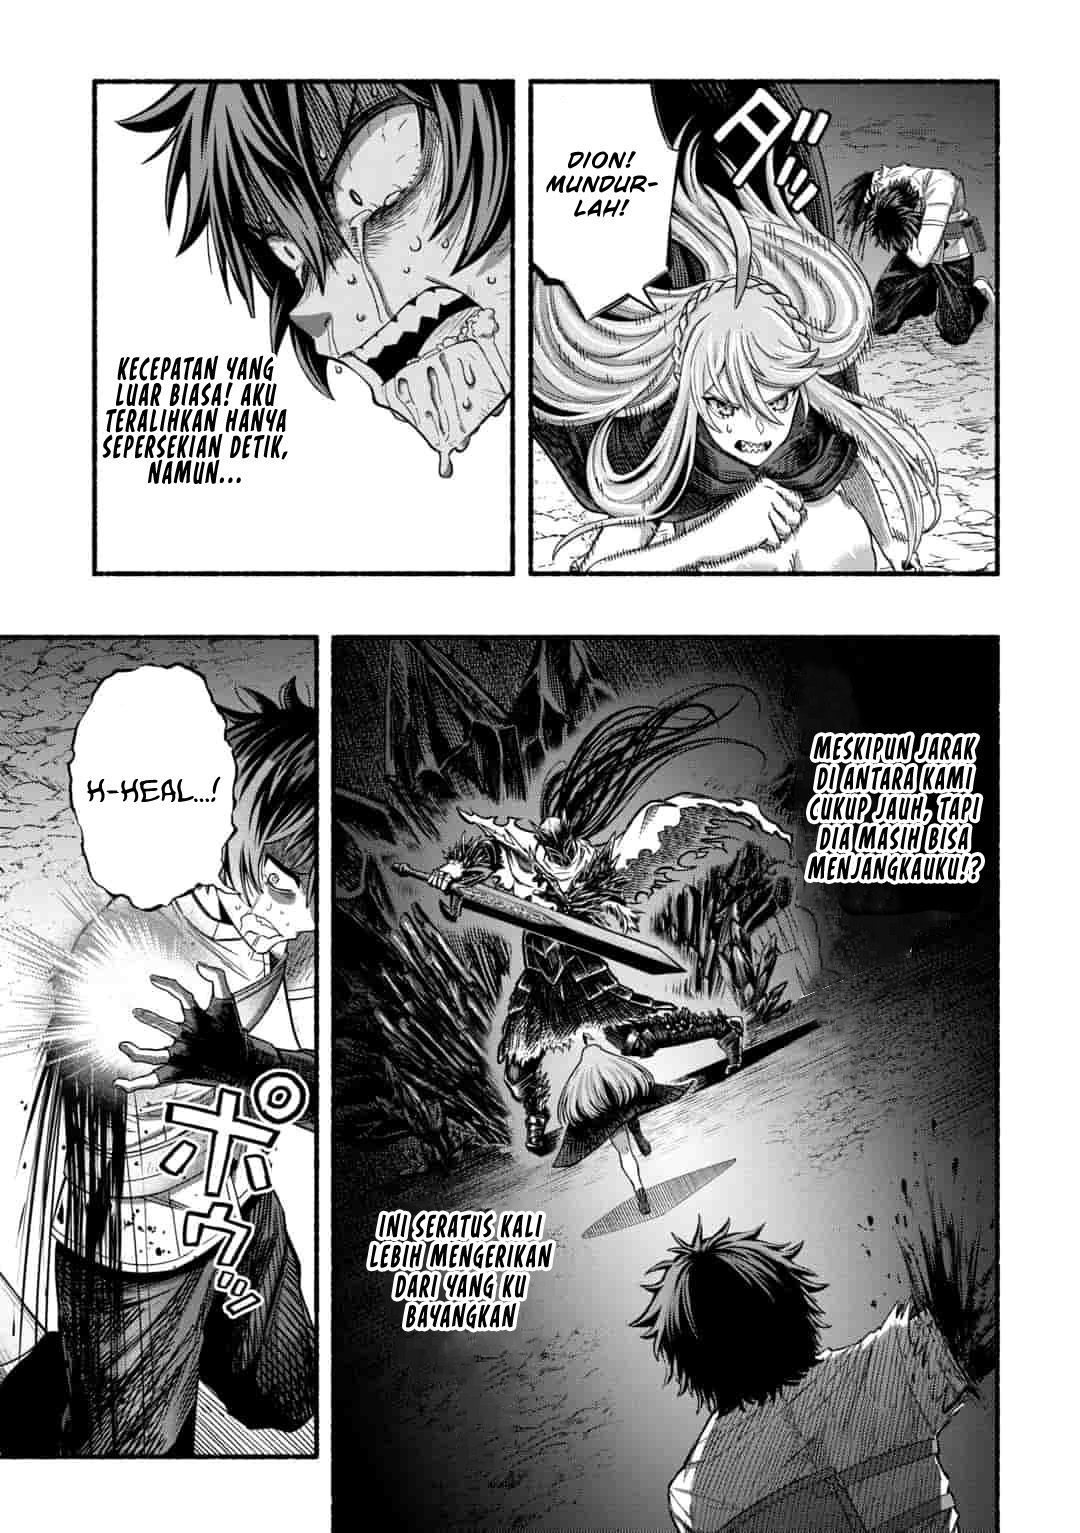 ダッ
DION!
MUNDUR-
LAH!
KECEPATAN YANG
LUAR BIASA! AKU
TERALIHKAN HANYA
SEPERSEKIAN DETIK,
NAMUN...
MESKIPUN JARAK
DI ANTARA KAMI
CUKUP JAUH, TAPI
DIA MASIH BISA
MENJANGKAUKU!?
INI SERATUS KALI
LEBIH MENGERIKAN
DARI YANG KU
BAYANGKAN
H-HEAL...!
ポウッ